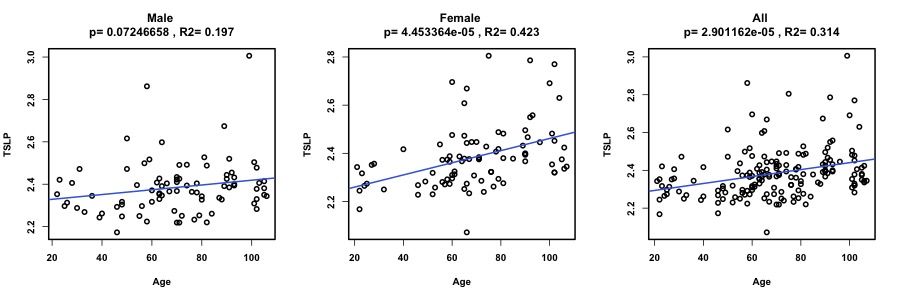 Male
p= 0.07246658 , R2= 0.197
TSLP
3.0
2.8
2.6
2.4
2.2
20 40 60 80 100
Age
Female
p= 4.453364e-05 , R2= 0.423
TSLP
2.8
2.6
2.4
2.2
20 40 60 80 100
Age
All
p= 2.901162e-05 , R2= 0.314
TSLP
3.0
2.8
2.6
2.4
2.2
20 40 60 80 100
Age